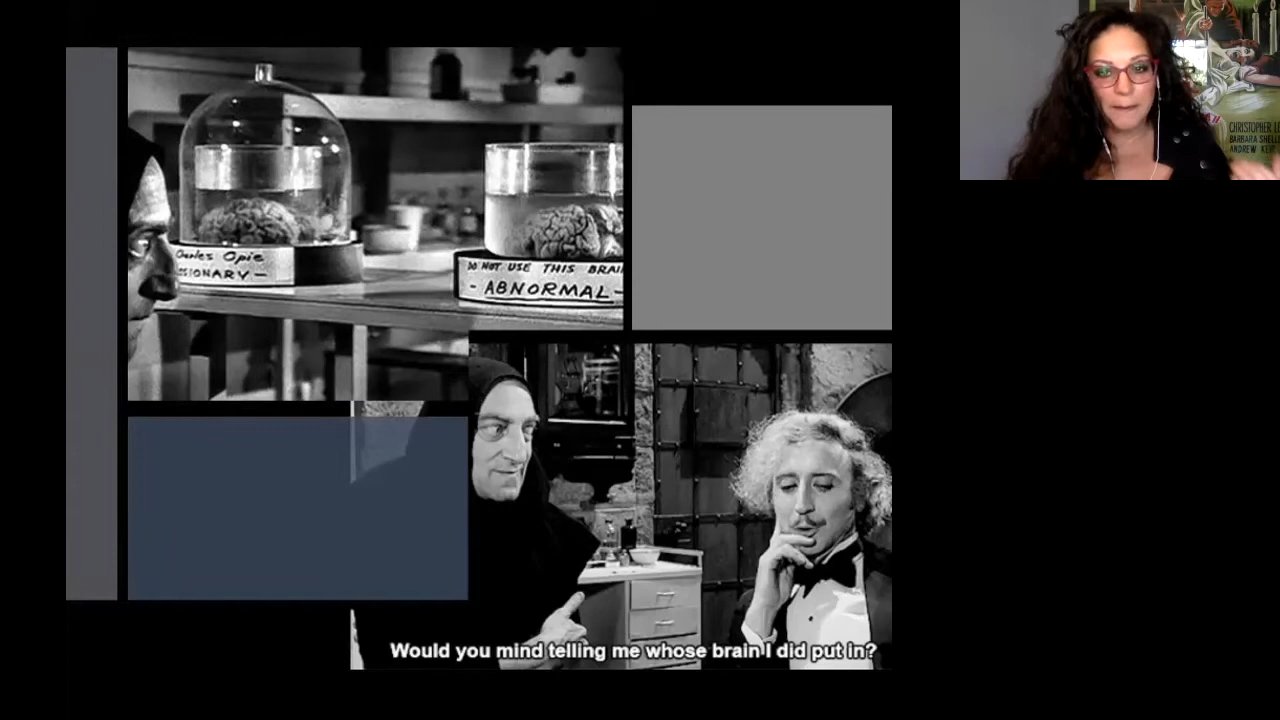 Charles Opie
SIONARY -
DO NOT USE THIS BRAI
- ABNORMAL -
Would you mind telling me whose brain I did put in?
CHRISTOPHER L
BARBARA SHELL
ANDREW KEI